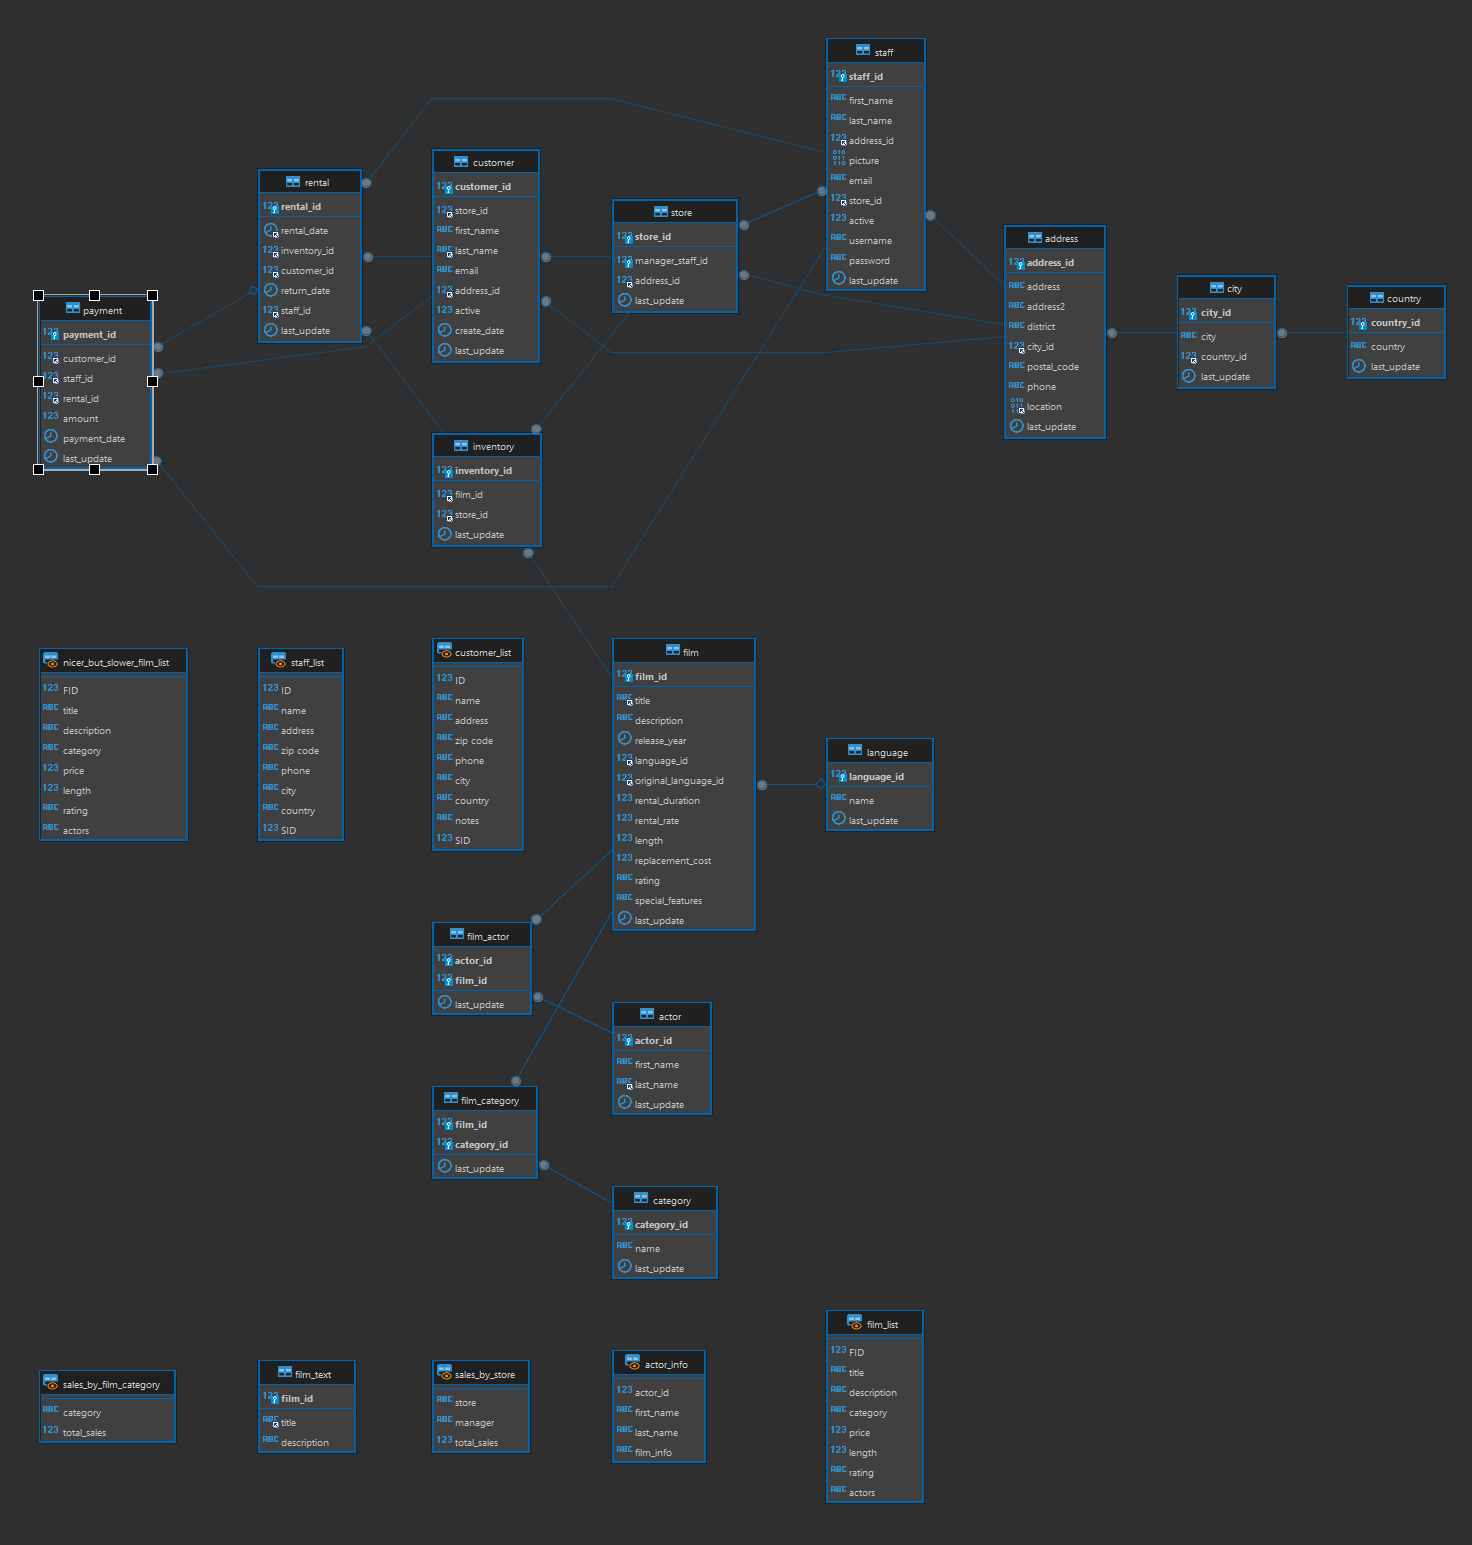 staff
staff_id
first_name
last_name
address_id
picture
email
store_id
active
username
password
last_update
customer
customer_id
store_id
first_name
last_name
email
address_id
active
create_date
last_update
rental
rental_id
rental_date
inventory_id
customer_id
return_date
staff_id
last_update
store
store_id
manager_staff_id
address_id
last_update
address
address_id
address
address2
district
city_id
postal_code
phone
location
last_update
city
city_id
city
country_id
last_update
country
country_id
country
last_update
payment
payment_id
customer_id
staff_id
rental_id
amount
payment_date
last_update
inventory
inventory_id
film_id
store_id
last_update
nicer_but_slower_film_list
FID
title
description
category
price
length
rating
actors
staff_list
ID
name
address
zip code
phone
city
country
SID
customer_list
ID
name
address
zip code
phone
city
country
notes
SID
film
film_id
title
description
release_year
language_id
original_language_id
rental_duration
rental_rate
length
replacement_cost
rating
special_features
last_update
language
language_id
name
last_update
film_actor
actor_id
film_id
last_update
actor
actor_id
first_name
last_name
last_update
film_category
film_id
category_id
last_update
category
category_id
name
last_update
sales_by_film_category
category
total_sales
film_text
film_id
title
description
sales_by_store
store
manager
total_sales
actor_info
actor_id
first_name
last_name
film_info
film_list
FID
title
description
category
price
length
rating
actors